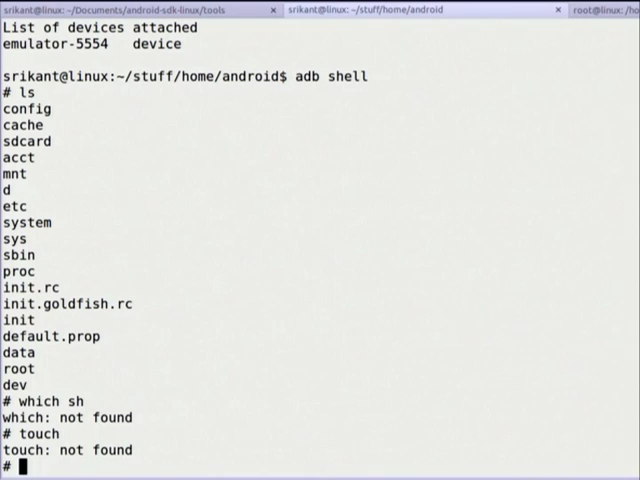 srikant@linux: ~/Documents/android-sdk-linux/tools × srikant@linux: ~/stuff/home/android × root@linux: /ho
List of devices attached
emulator-5554 device
srikant@linux:~/stuff/home/android$ adb shell
# ls
config
cache
sdcard
acct
mnt
d
etc
system
sys
sbin
proc
init.rc
init.goldfish.rc
init
default.prop
data
root
dev
# which sh
which: not found
# touch
touch: not found
#